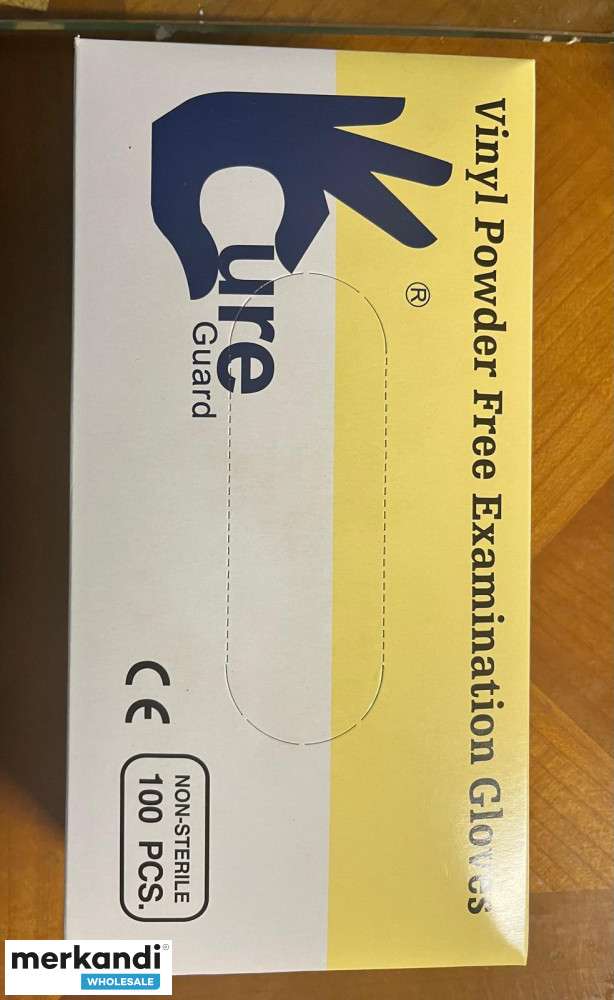 Vinyl Powder Free Examination Gloves
®
Cure
Guard
CE
NON-STERILE
100 PCS.
merkandi®
WHOLESALE